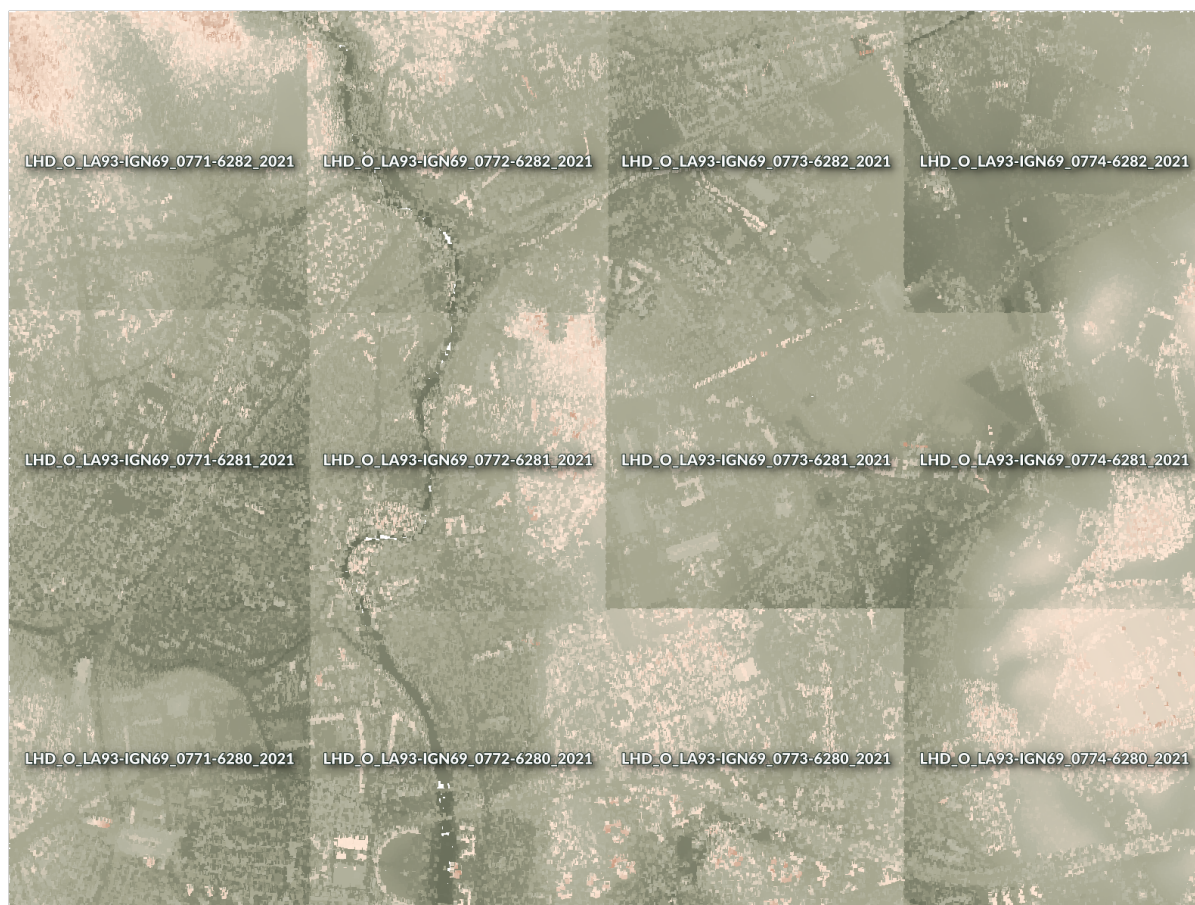 LHD_O_LA93-IGN69_0771-6282_2021
LHD_O_LA93-IGN69_0772-6282_2021
LHD_O_LA93-IGN69_0773-6282_2021
LHD_O_LA93-IGN69_0774-6282_2021
LHD_O_LA93-IGN69_0771-6281_2021
LHD_O_LA93-IGN69_0772-6281_2021
LHD_O_LA93-IGN69_0773-6281_2021
LHD_O_LA93-IGN69_0774-6281_2021
LHD_O_LA93-IGN69_0771-6280_2021
LHD_O_LA93-IGN69_0772-6280_2021
LHD_O_LA93-IGN69_0773-6280_2021
LHD_O_LA93-IGN69_0774-6280_2021